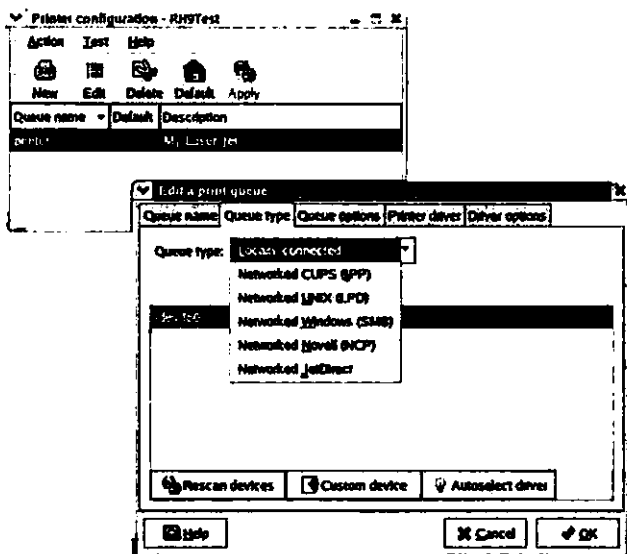 Printer configuration - RH9Test
Action Test Help
New Edit Delete Default Apply
Queue name Default Description
printer My Laser Jet
Edit a print queue
Queue name Queue type Queue options Printer driver Driver options
Queue type: Locally connected
Networked CUPS (IPP)
Networked UNIX (LPD)
Networked Windows (SMB)
Networked Novell (NCP)
Networked JetDirect
Rescan devices Custom device Autoselect driver
Help Cancel OK